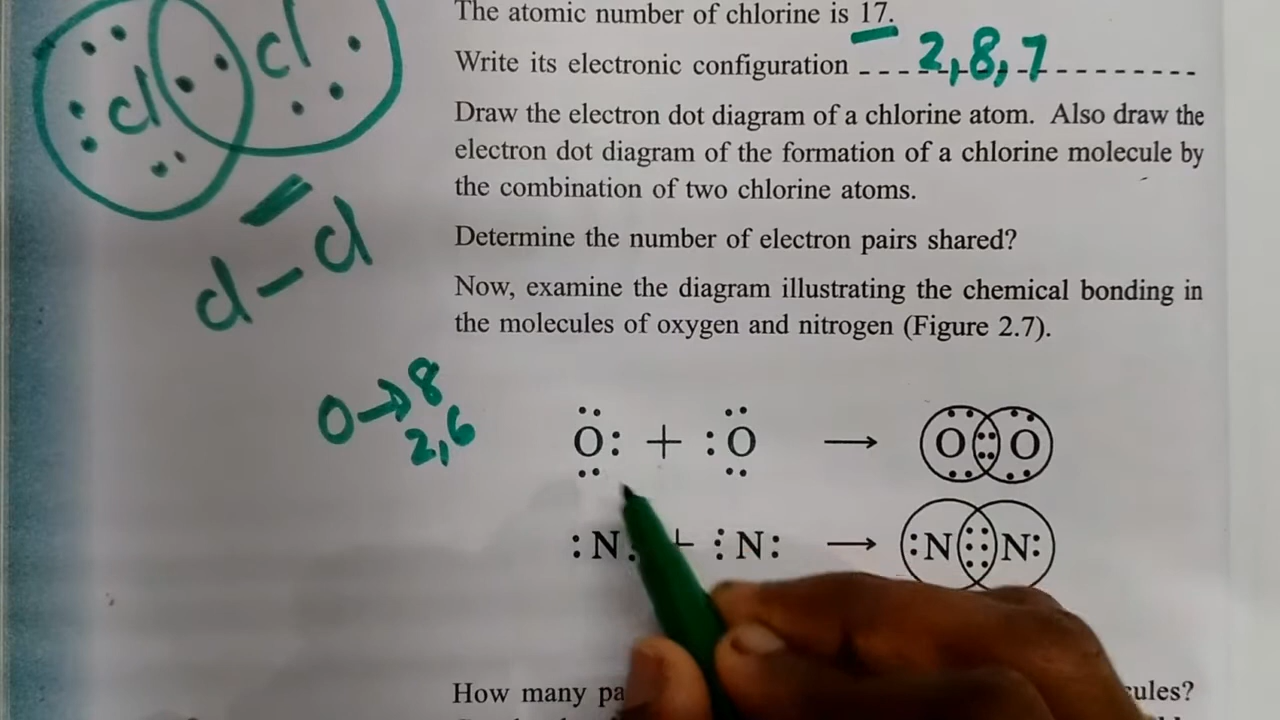 The atomic number of chlorine is 17.
Write its electronic configuration 2,8,7
Draw the electron dot diagram of a chlorine atom. Also draw the
electron dot diagram of the formation of a chlorine molecule by
the combination of two chlorine atoms.
Determine the number of electron pairs shared?
Now, examine the diagram illustrating the chemical bonding in
the molecules of oxygen and nitrogen (Figure 2.7).
cl cl
cl – cl
O → 8
2,6
O: + :O → O :: O
:N + ⋮N: → :N ⋮⋮ N:
How many